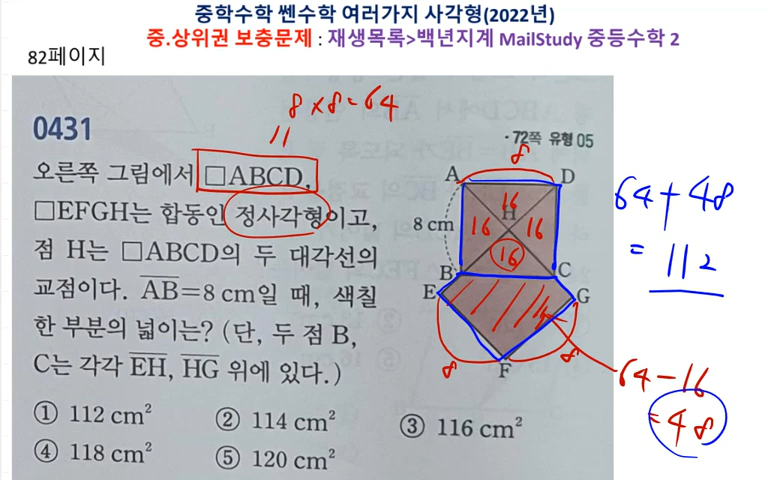 중학수학 쎈수학 여러가지 사각형(2022년)
중.상위권 보충문제 : 재생목록>백년지계 MailStudy 중등수학 2
82페이지
8 × 8 = 64
0431
· 72쪽 유형 05
오른쪽 그림에서 □ABCD,
□EFGH는 합동인 정사각형이고,
점 H는 □ABCD의 두 대각선의
교점이다. AB=8 cm일 때, 색칠
한 부분의 넓이는? (단, 두 점 B,
C는 각각 EH, HG 위에 있다.)
① 112 cm²
② 114 cm²
③ 116 cm²
④ 118 cm²
⑤ 120 cm²
8
A
D
16
H
8 cm
16
16
16
B
C
E
G
8
8
F
64 + 48
= 112
64 - 16
= 48